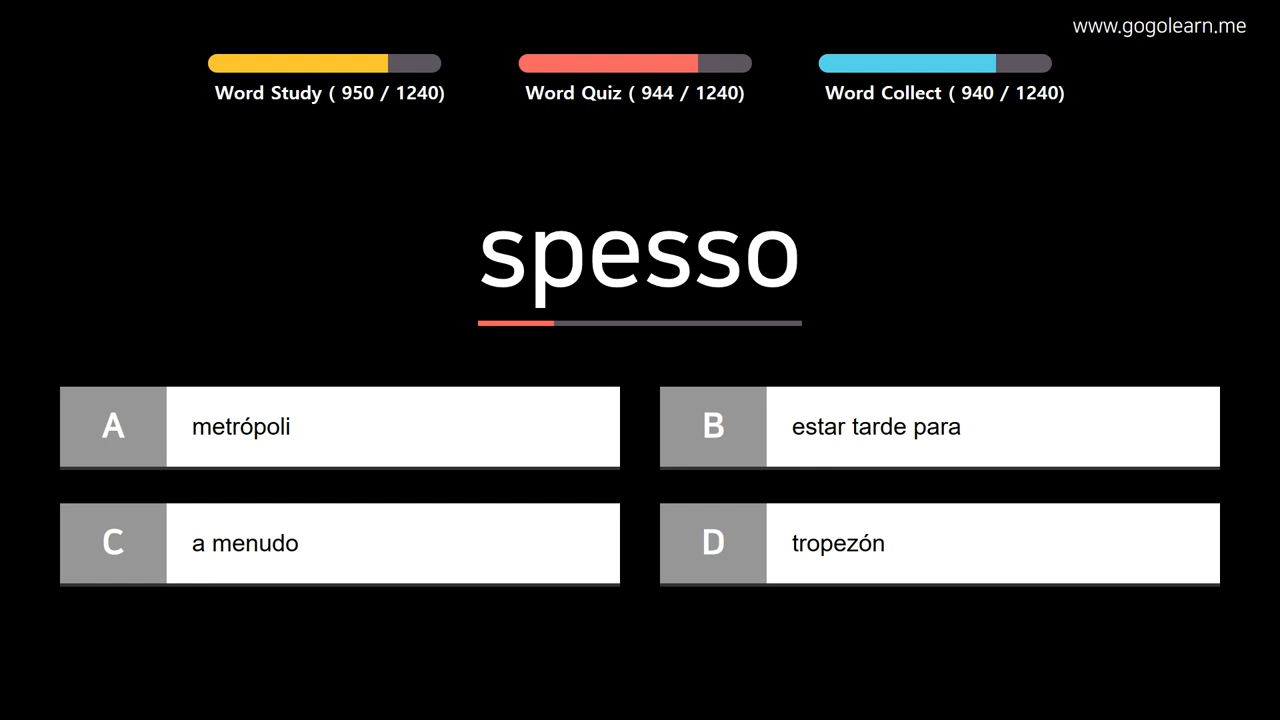 www.gogolearn.me
Word Study ( 950 / 1240)
Word Quiz ( 944 / 1240)
Word Collect ( 940 / 1240)
spesso
A metrópoli
B estar tarde para
C a menudo
D tropezón